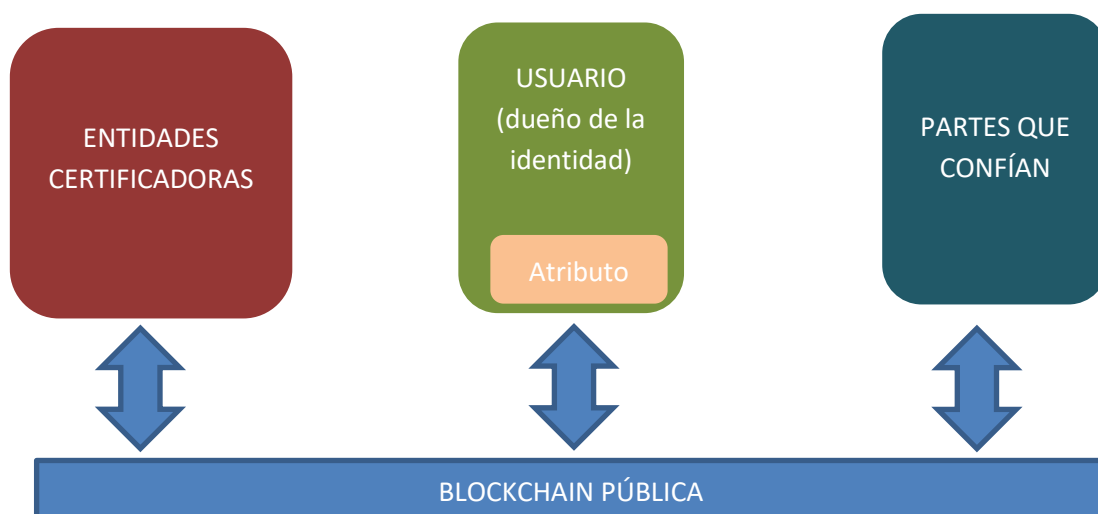 ENTIDADES
CERTIFICADORAS
USUARIO
(dueño de la
identidad)
Atributo
PARTES QUE
CONFÍAN
BLOCKCHAIN PÚBLICA